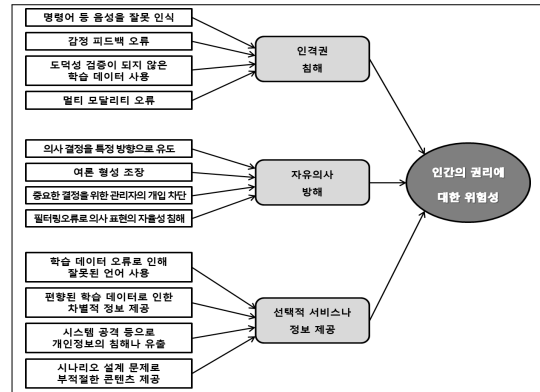 명령어 등 음성을 잘못 인식
감정 피드백 오류
도덕성 검증이 되지 않은
학습 데이터 사용
멀티 모달리티 오류
인격권
침해
의사 결정을 특정 방향으로 유도
여론 형성 조장
중요한 결정을 위한 관리자의 개입 차단
필터링오류로 의사 표현의 자율성 침해
자유의사
방해
학습 데이터 오류로 인해
잘못된 언어 사용
편향된 학습 데이터로 인한
차별적 정보 제공
시스템 공격 등으로
개인정보의 침해나 유출
시나리오 설계 문제로
부적절한 콘텐츠 제공
선택적 서비스나
정보 제공
인간의 권리에
대한 위험성